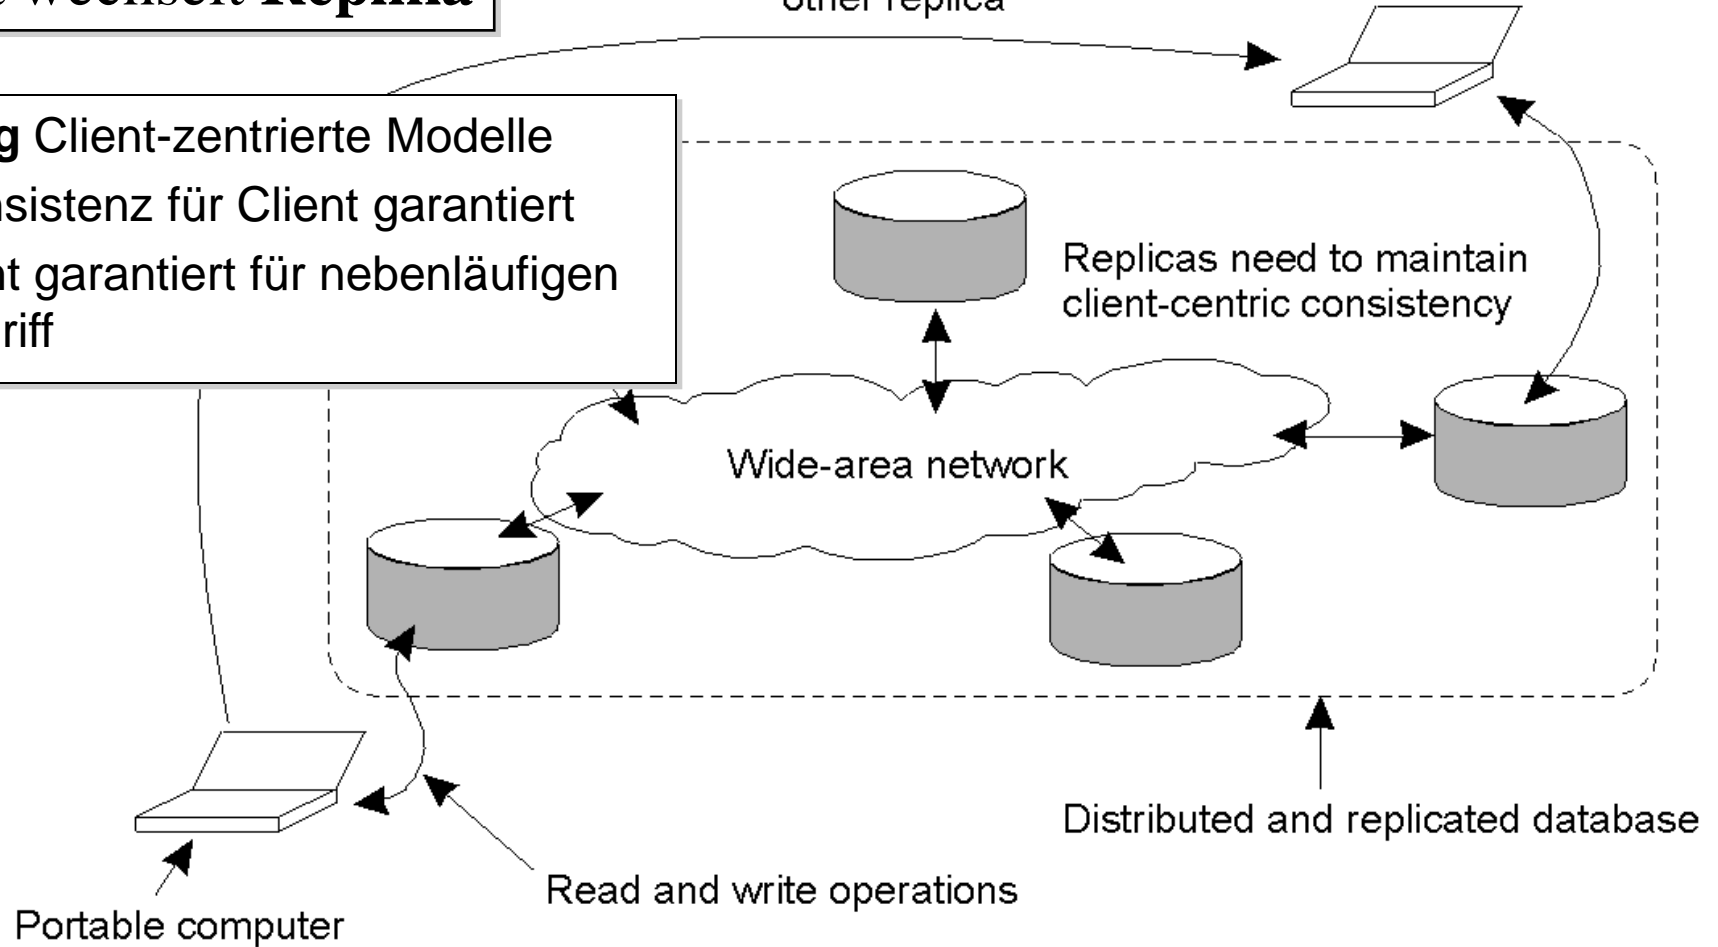 wechselt Replika
other replica
g Client-zentrierte Modelle
nsistenz für Client garantiert
nt garantiert für nebenläufigen
riff
Replicas need to maintain
client-centric consistency
Wide-area network
Distributed and replicated database
Read and write operations
Portable computer